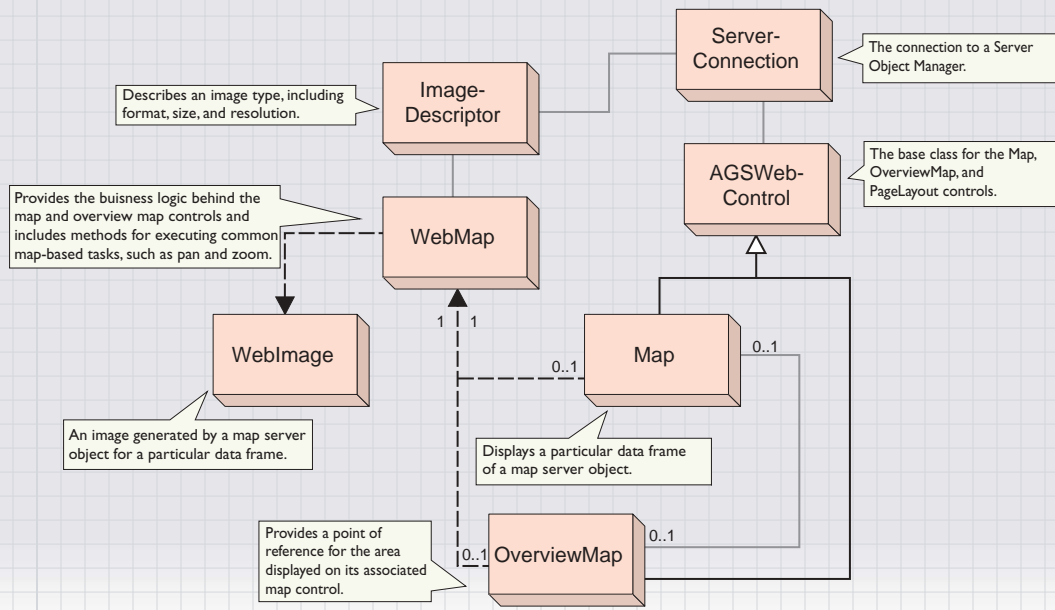 Server-
Connection
The connection to a Server
Object Manager.
Image-
Descriptor
Describes an image type, including
format, size, and resolution.
AGSWeb-
Control
The base class for the Map,
OverviewMap, and
PageLayout controls.
Provides the buisness logic behind the
map and overview map controls and
includes methods for executing common
map-based tasks, such as pan and zoom.
WebMap
1 1
WebImage
Map
0..1
0..1
An image generated by a map server
object for a particular data frame.
Displays a particular data frame
of a map server object.
Provides a point of
reference for the area
displayed on its associated
map control.
0..1
OverviewMap
0..1